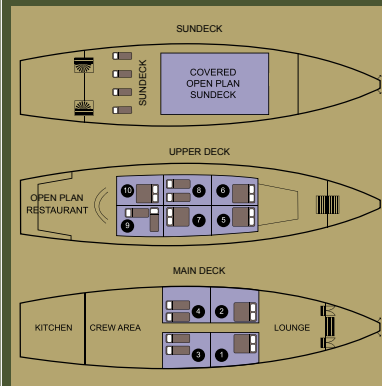 SUNDECK
SUNDECK
COVERED
OPEN PLAN
SUNDECK
UPPER DECK
10
8
6
OPEN PLAN
RESTAURANT
9
7
5
MAIN DECK
4
2
KITCHEN
CREW AREA
LOUNGE
3
1